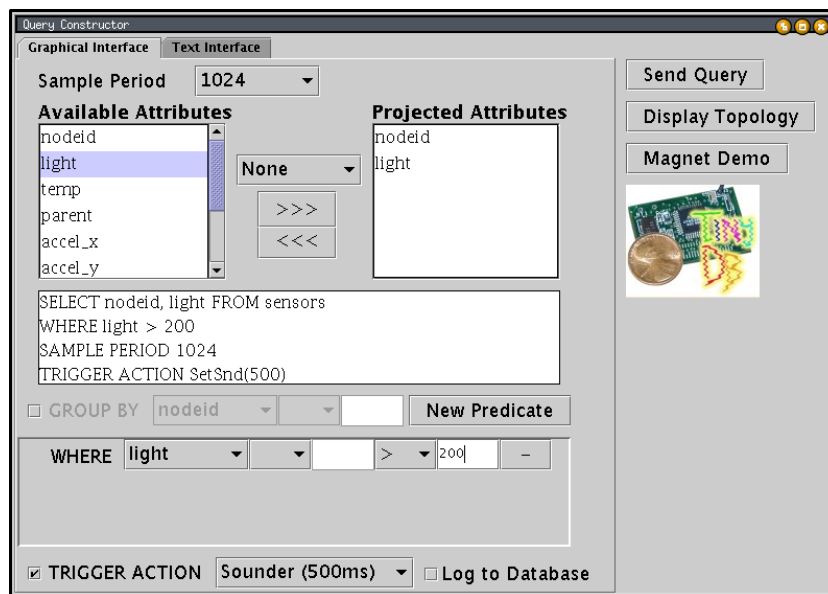 Query Constructor
Graphical Interface Text Interface
Sample Period 1024
Send Query
Available Attributes Projected Attributes
Display Topology
nodeid
light
temp
parent
accel_x
accel_y
None
>>>
<<<
nodeid
light
Magnet Demo
Tiny
DB
SELECT nodeid, light FROM sensors
WHERE light > 200
SAMPLE PERIOD 1024
TRIGGER ACTION SetSnd(500)
GROUP BY nodeid New Predicate
WHERE light > 200 -
TRIGGER ACTION Sounder (500ms) Log to Database